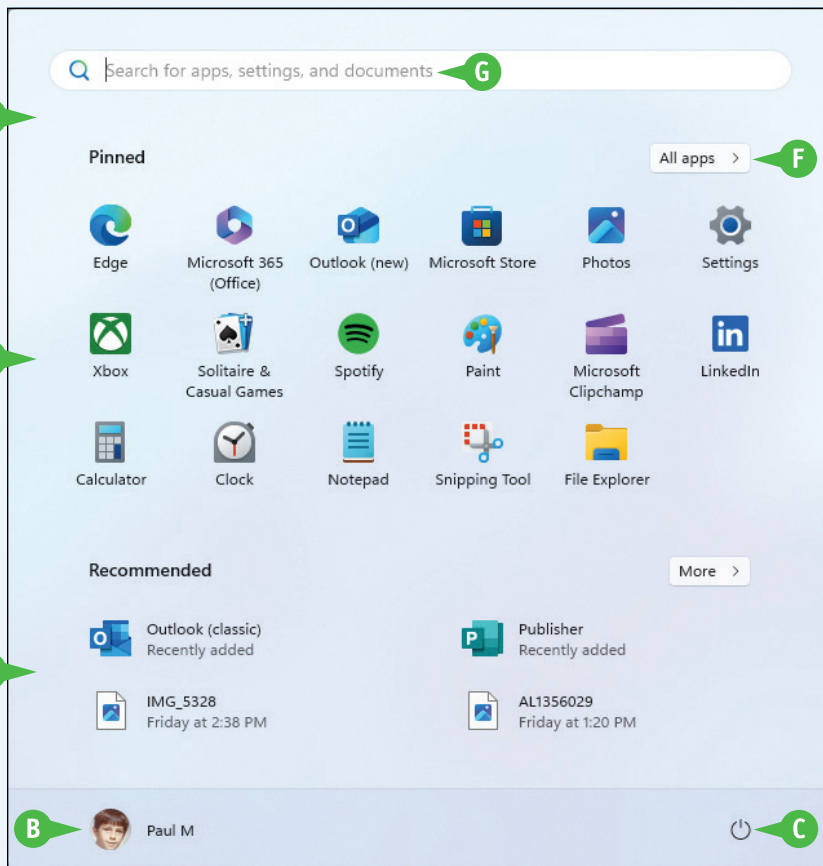 Search for apps, settings, and documents
G
Pinned
All apps
F
Edge
Microsoft 365
(Office)
Outlook (new)
Microsoft Store
Photos
Settings
Xbox
Solitaire &
Casual Games
Spotify
Paint
Microsoft
Clipchamp
LinkedIn
Calculator
Clock
Notepad
Snipping Tool
File Explorer
Recommended
More
Outlook (classic)
Recently added
Publisher
Recently added
IMG_5328
Friday at 2:38 PM
AL1356029
Friday at 1:20 PM
B
Paul M
C